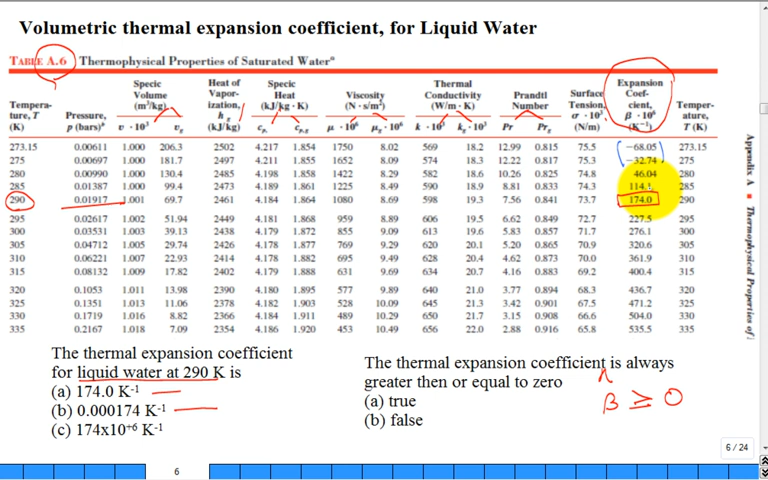 Volumetric thermal expansion coefficient, for Liquid Water
TABLE A.6 Thermophysical Properties of Saturated Waterᵃ
Tempera-
ture, T
(K)
Pressure,
p (bars)ᵇ
Specific
Volume
(m³/kg)
v · 10³ v_g
Heat of
Vapor-
ization,
h_g
(kJ/kg)
Specific
Heat
(kJ/kg · K)
c_p c_p,g
Viscosity
(N · s/m²)
μ · 10⁶ μ_g · 10⁶
Thermal
Conductivity
(W/m · K)
k · 10³ k_g · 10³
Prandtl
Number
Pr Pr_g
Surface
Tension,
σ · 10³
(N/m)
Expansion
Coef-
cient,
β · 10⁶
(K⁻¹)
Temper-
ature,
T (K)
273.15 0.00611 1.000 206.3 2502 4.217 1.854 1750 8.02 569 18.2 12.99 0.815 75.5 −68.05 273.15
275 0.00697 1.000 181.7 2497 4.211 1.855 1652 8.09 574 18.3 12.22 0.817 75.3 −32.74 275
280 0.00990 1.000 130.4 2485 4.198 1.858 1422 8.29 582 18.6 10.26 0.825 74.8 46.04 280
285 0.01387 1.000 99.4 2473 4.189 1.861 1225 8.49 590 18.9 8.81 0.833 74.3 114.1 285
290 0.01917 1.001 69.7 2461 4.184 1.864 1080 8.69 598 19.3 7.56 0.841 73.7 174.0 290
295 0.02617 1.002 51.94 2449 4.181 1.868 959 8.89 606 19.5 6.62 0.849 72.7 227.5 295
300 0.03531 1.003 39.13 2438 4.179 1.872 855 9.09 613 19.6 5.83 0.857 71.7 276.1 300
305 0.04712 1.005 29.74 2426 4.178 1.877 769 9.29 620 20.1 5.20 0.865 70.9 320.6 305
310 0.06221 1.007 22.93 2414 4.178 1.882 695 9.49 628 20.4 4.62 0.873 70.0 361.9 310
315 0.08132 1.009 17.82 2402 4.179 1.888 631 9.69 634 20.7 4.16 0.883 69.2 400.4 315
320 0.1053 1.011 13.98 2390 4.180 1.895 577 9.89 640 21.0 3.77 0.894 68.3 436.7 320
325 0.1351 1.013 11.06 2378 4.182 1.903 528 10.09 645 21.3 3.42 0.901 67.5 471.2 325
330 0.1719 1.016 8.82 2366 4.184 1.911 489 10.29 650 21.7 3.15 0.908 66.6 504.0 330
335 0.2167 1.018 7.09 2354 4.186 1.920 453 10.49 656 22.0 2.88 0.916 65.8 535.5 335
Appendix A ■ Thermophysical Properties of
The thermal expansion coefficient
for liquid water at 290 K is
(a) 174.0 K⁻¹
(b) 0.000174 K⁻¹
(c) 174x10⁺⁶ K⁻¹
The thermal expansion coefficient is always
greater then or equal to zero
(a) true
(b) false
β ≥ 0
6 / 24
6